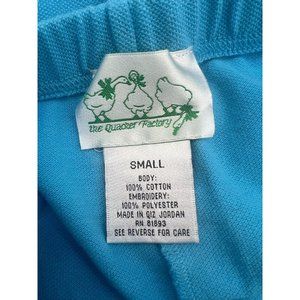 the Quacker Factory
SMALL
BODY:
100% COTTON
EMBROIDERY:
100% POLYESTER
MADE IN QIZ JORDAN
RN 81893
SEE REVERSE FOR CARE